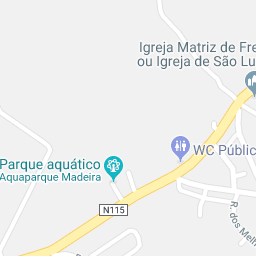 Igreja Matriz de Fre
ou Igreja de São Lu
WC Públic
Parque aquático
Aquaparque Madeira
N115
R. dos Melh